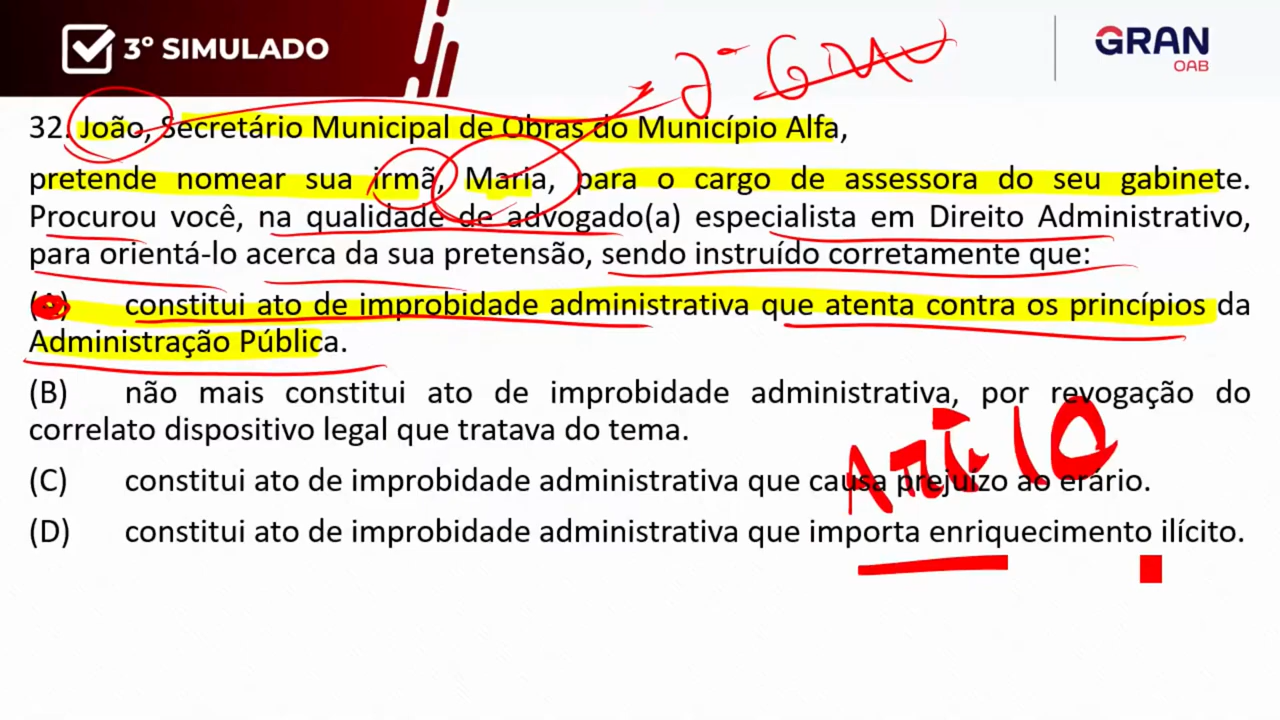 3º SIMULADO
GRAN
OAB
2º GRAU
32. João, Secretário Municipal de Obras do Município Alfa,
pretende nomear sua irmã, Maria, para o cargo de assessora do seu gabinete.
Procurou você, na qualidade de advogado(a) especialista em Direito Administrativo,
para orientá-lo acerca da sua pretensão, sendo instruído corretamente que:
(A) constitui ato de improbidade administrativa que atenta contra os princípios da
Administração Pública.
(B) não mais constitui ato de improbidade administrativa, por revogação do
correlato dispositivo legal que tratava do tema.
(C) constitui ato de improbidade administrativa que causa prejuízo ao erário.
ART. 10
(D) constitui ato de improbidade administrativa que importa enriquecimento ilícito.